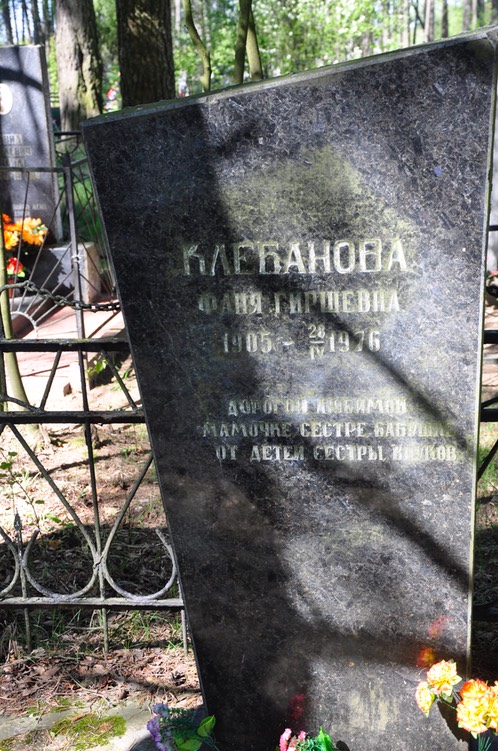 КЛЕБАНОВА
ФАНЯ ГИРШЕВНА
1905 - 28/IV 1976
ДОРОГОЙ ЛЮБИМОЙ
МАМОЧКЕ СЕСТРЕ БАБУШКЕ
ОТ ДЕТЕЙ СЕСТРЫ ВНУКОВ